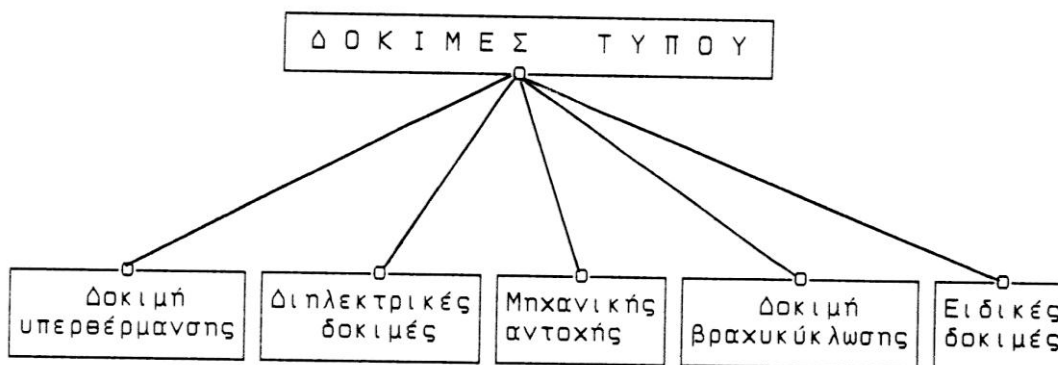 ΔΟΚΙΜΕΣ ΤΥΠΟΥ
Δοκιμή
υπερθέρμανσης
Διηλεκτρικές
δοκιμές
Μηχανικής
αντοχής
Δοκιμή
βραχυκύκλωσης
Ειδικές
δοκιμές